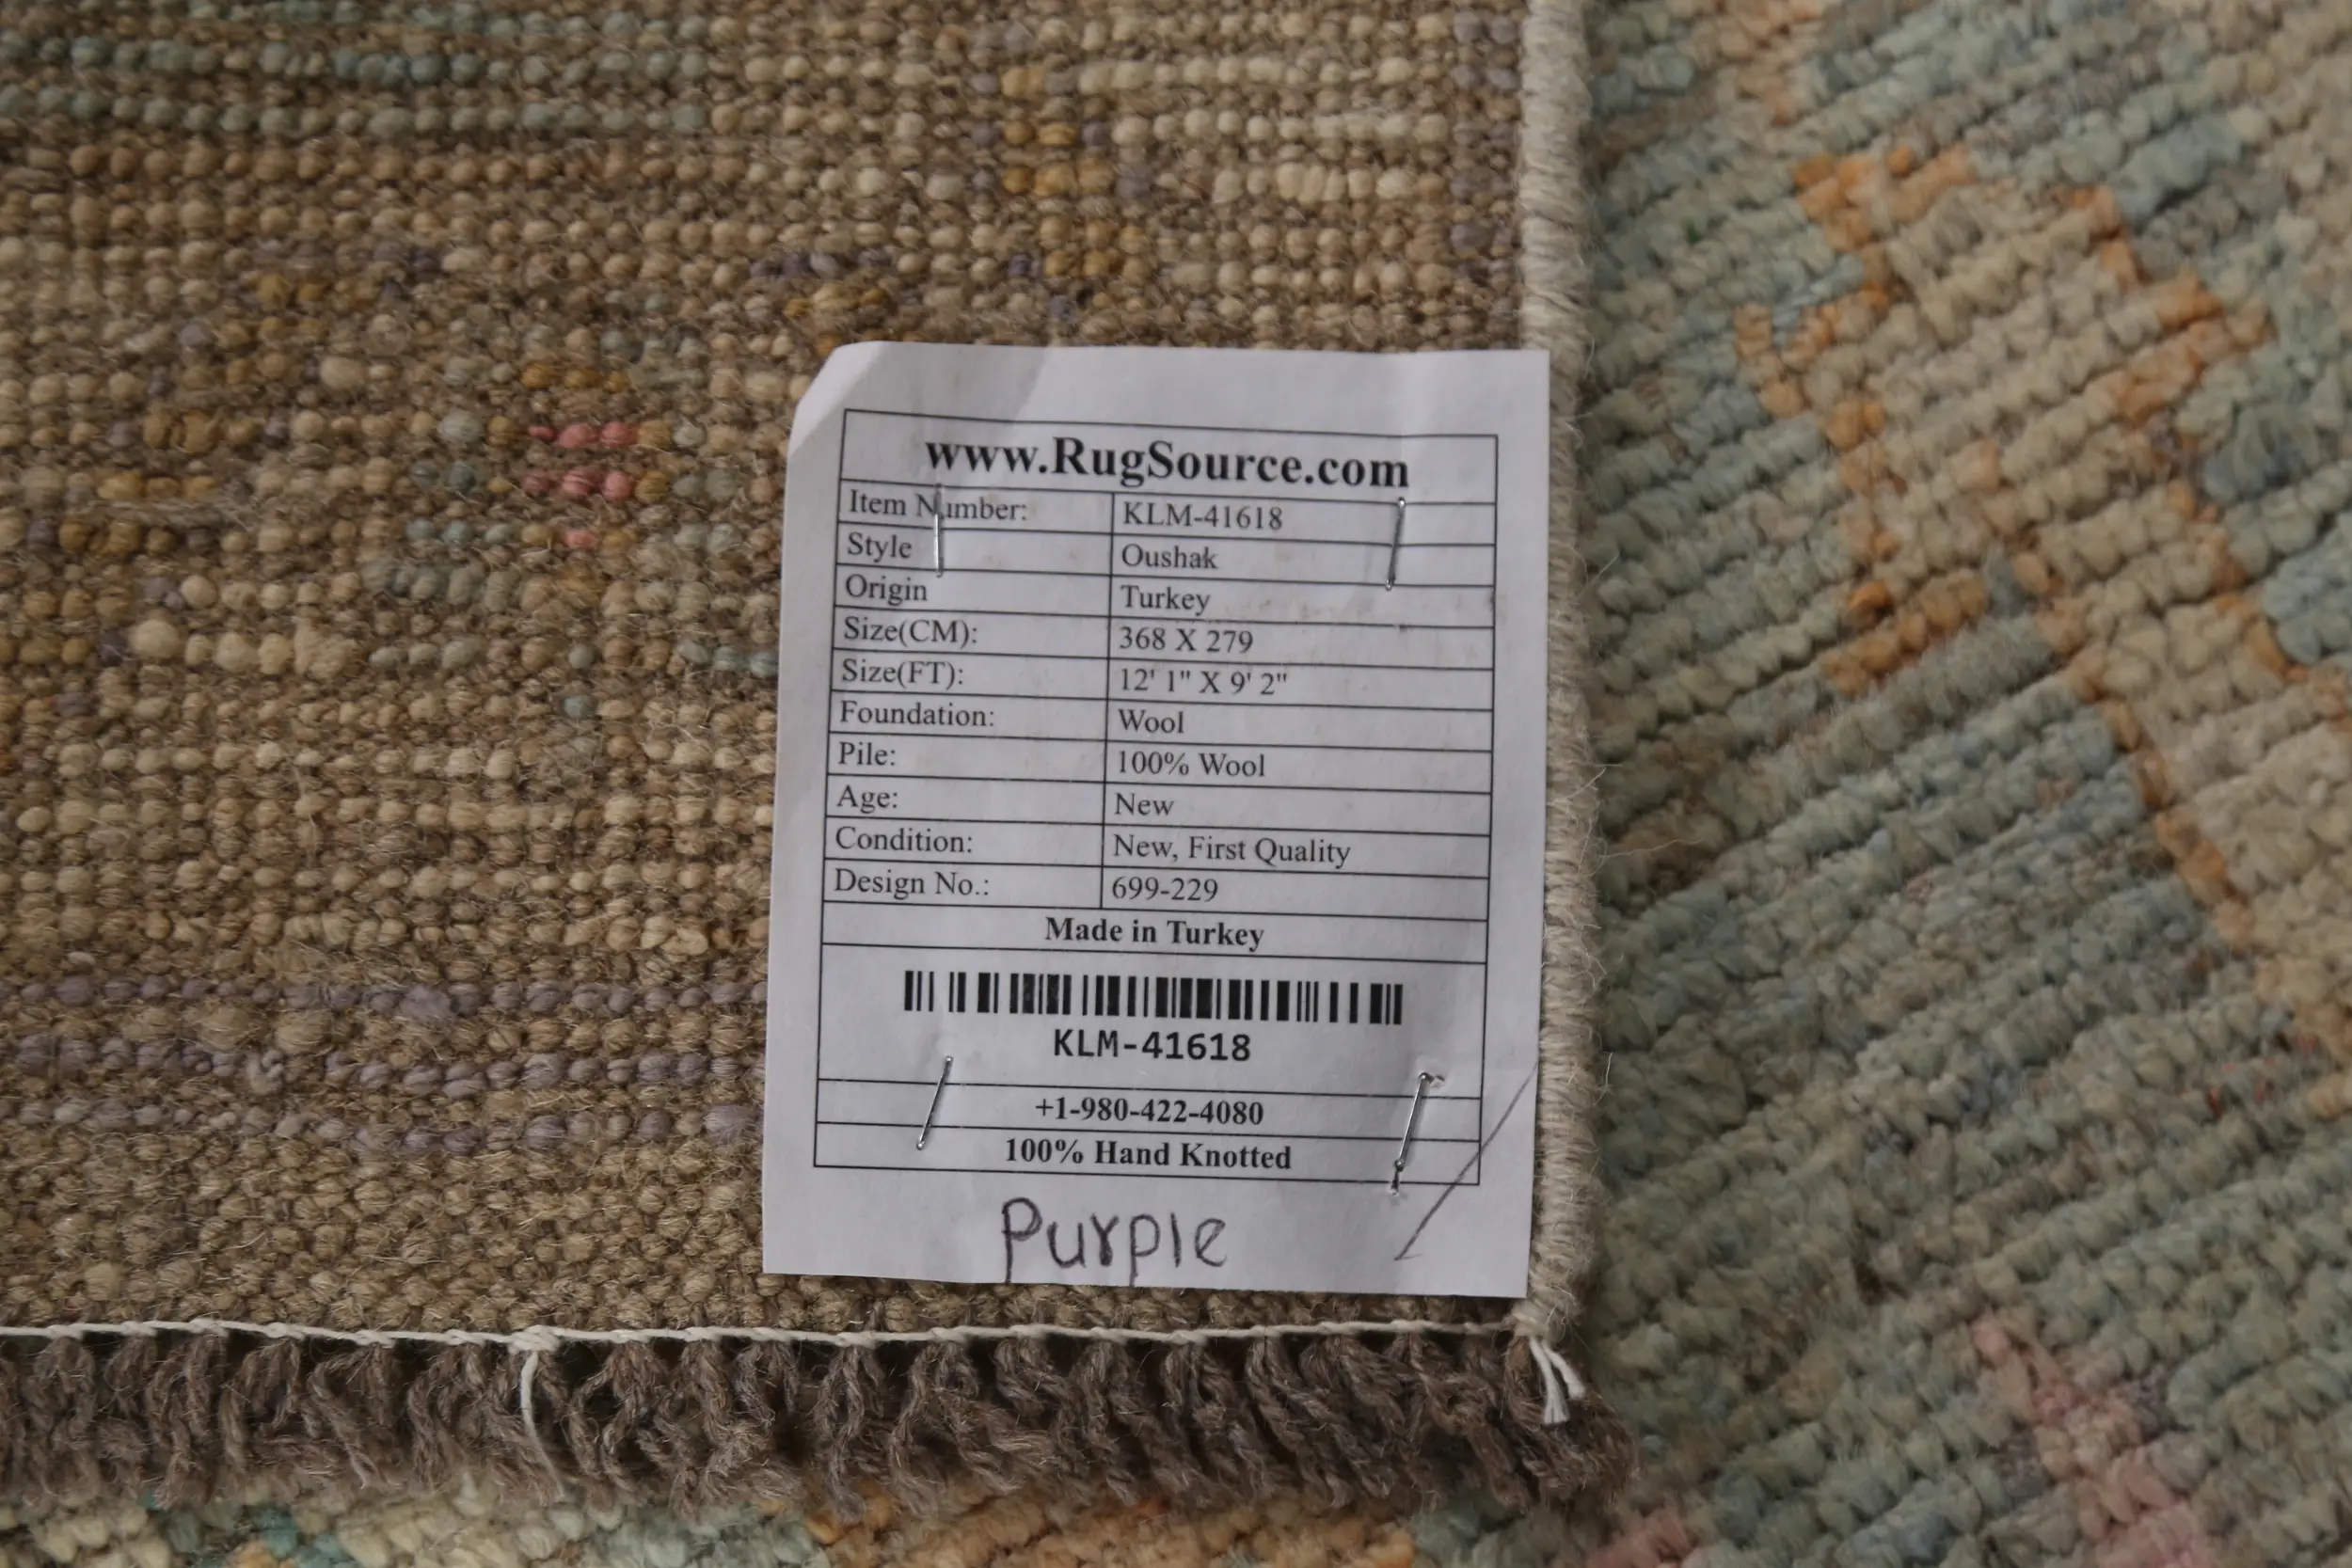 www.RugSource.com
Item Number: KLM-41618
Style Oushak
Origin Turkey
Size(CM): 368 X 279
Size(FT): 12' 1" X 9' 2"
Foundation: Wool
Pile: 100% Wool
Age: New
Condition: New, First Quality
Design No.: 699-229
Made in Turkey
KLM-41618
+1-980-422-4080
100% Hand Knotted
Purple